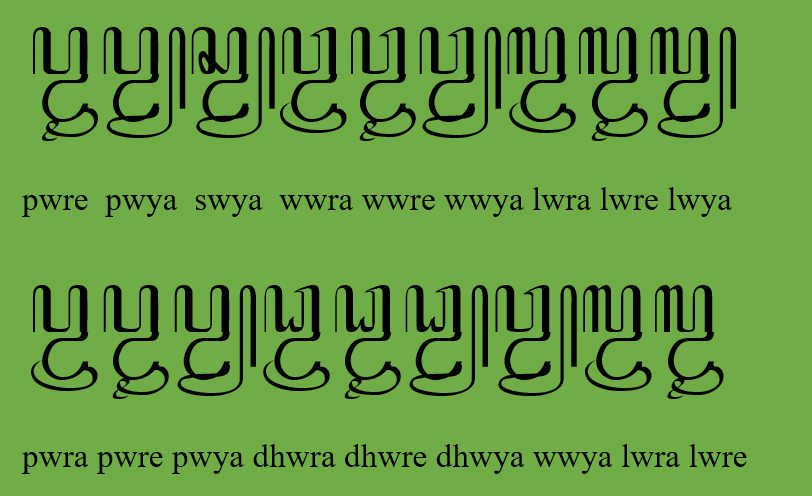 ꦥ꧀ꦮꦽꦥ꧀ꦮꦾꦱ꧀ꦮꦾꦮ꧀ꦮꦿꦮ꧀ꦮꦽꦮ꧀ꦮꦾꦭ꧀ꦮꦿꦭ꧀ꦮꦽꦭ꧀ꦮꦾ
pwre pwya swya wwra wwre wwya lwra lwre lwya
ꦥ꧀ꦮꦿꦥ꧀ꦮꦽꦥ꧀ꦮꦾꦝ꧀ꦮꦿꦝ꧀ꦮꦽꦝ꧀ꦮꦾꦮ꧀ꦮꦾꦭ꧀ꦮꦿꦭ꧀ꦮꦽ
pwra pwre pwya dhwra dhwre dhwya wwya lwra lwre